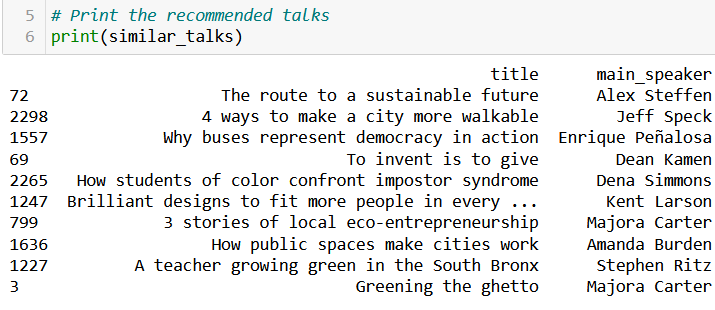 5 # Print the recommended talks
6 print(similar_talks)
title main_speaker
72 The route to a sustainable future Alex Steffen
2298 4 ways to make a city more walkable Jeff Speck
1557 Why buses represent democracy in action Enrique Peñalosa
69 To invent is to give Dean Kamen
2265 How students of color confront impostor syndrome Dena Simmons
1247 Brilliant designs to fit more people in every ... Kent Larson
799 3 stories of local eco-entrepreneurship Majora Carter
1636 How public spaces make cities work Amanda Burden
1227 A teacher growing green in the South Bronx Stephen Ritz
3 Greening the ghetto Majora Carter